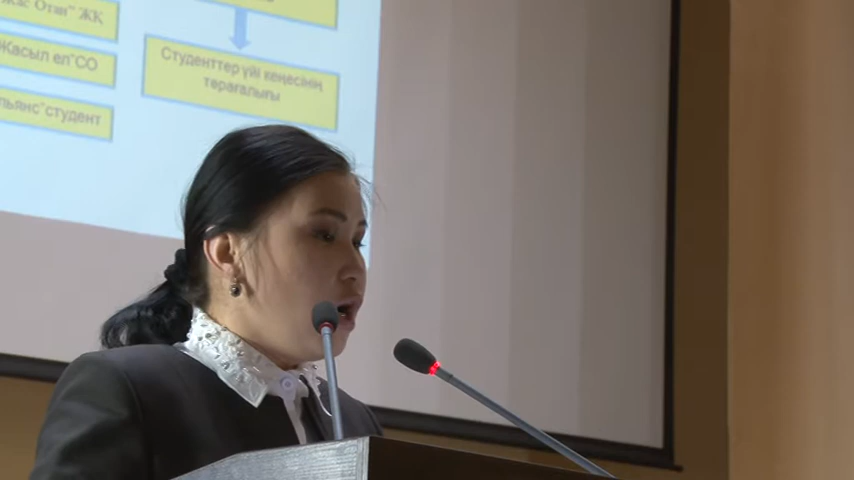 Жас Отан" ЖҚ
Жасыл ел"СО
льянс"студент
Студенттер үйі кеңесінің
төрағалығы